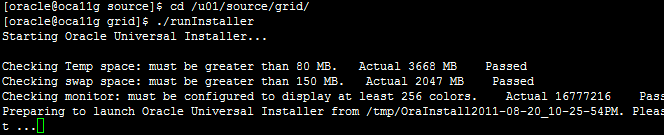 [oracle@oca11g source]$ cd /u01/source/grid/
[oracle@oca11g grid]$ ./runInstaller
Starting Oracle Universal Installer...
Checking Temp space: must be greater than 80 MB.   Actual 3668 MB    Passed
Checking swap space: must be greater than 150 MB.   Actual 2047 MB    Passed
Checking monitor: must be configured to display at least 256 colors.    Actual 16777216    Passed
Preparing to launch Oracle Universal Installer from /tmp/OraInstall2011-08-20_10-25-54PM. Pleas
t ...